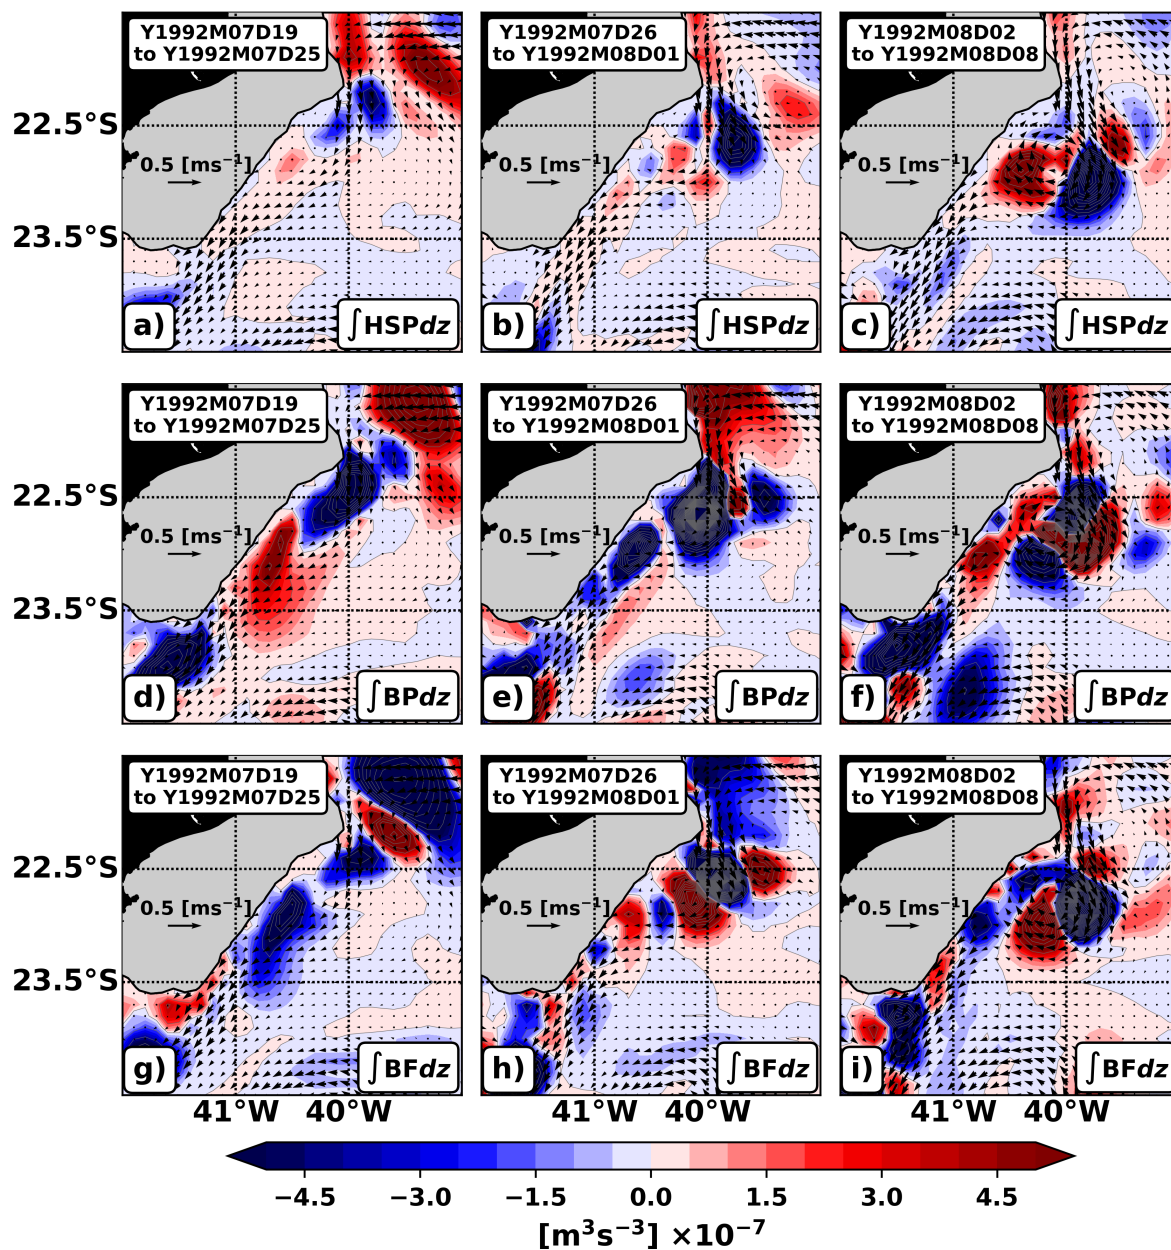 Y1992M07D19
to Y1992M07D25
Y1992M07D26
to Y1992M08D01
Y1992M08D02
to Y1992M08D08
22.5°S
0.5 [ms⁻¹]
0.5 [ms⁻¹]
0.5 [ms⁻¹]
23.5°S
a)
∫HSPdz
b)
∫HSPdz
c)
∫HSPdz
Y1992M07D19
to Y1992M07D25
Y1992M07D26
to Y1992M08D01
Y1992M08D02
to Y1992M08D08
22.5°S
0.5 [ms⁻¹]
0.5 [ms⁻¹]
0.5 [ms⁻¹]
23.5°S
d)
∫BPdz
e)
∫BPdz
f)
∫BPdz
Y1992M07D19
to Y1992M07D25
Y1992M07D26
to Y1992M08D01
Y1992M08D02
to Y1992M08D08
22.5°S
0.5 [ms⁻¹]
0.5 [ms⁻¹]
0.5 [ms⁻¹]
23.5°S
g)
∫BFdz
h)
∫BFdz
i)
∫BFdz
41°W 40°W
41°W 40°W
41°W 40°W
−4.5 −3.0 −1.5 0.0 1.5 3.0 4.5
[m³s⁻³] ×10⁻⁷